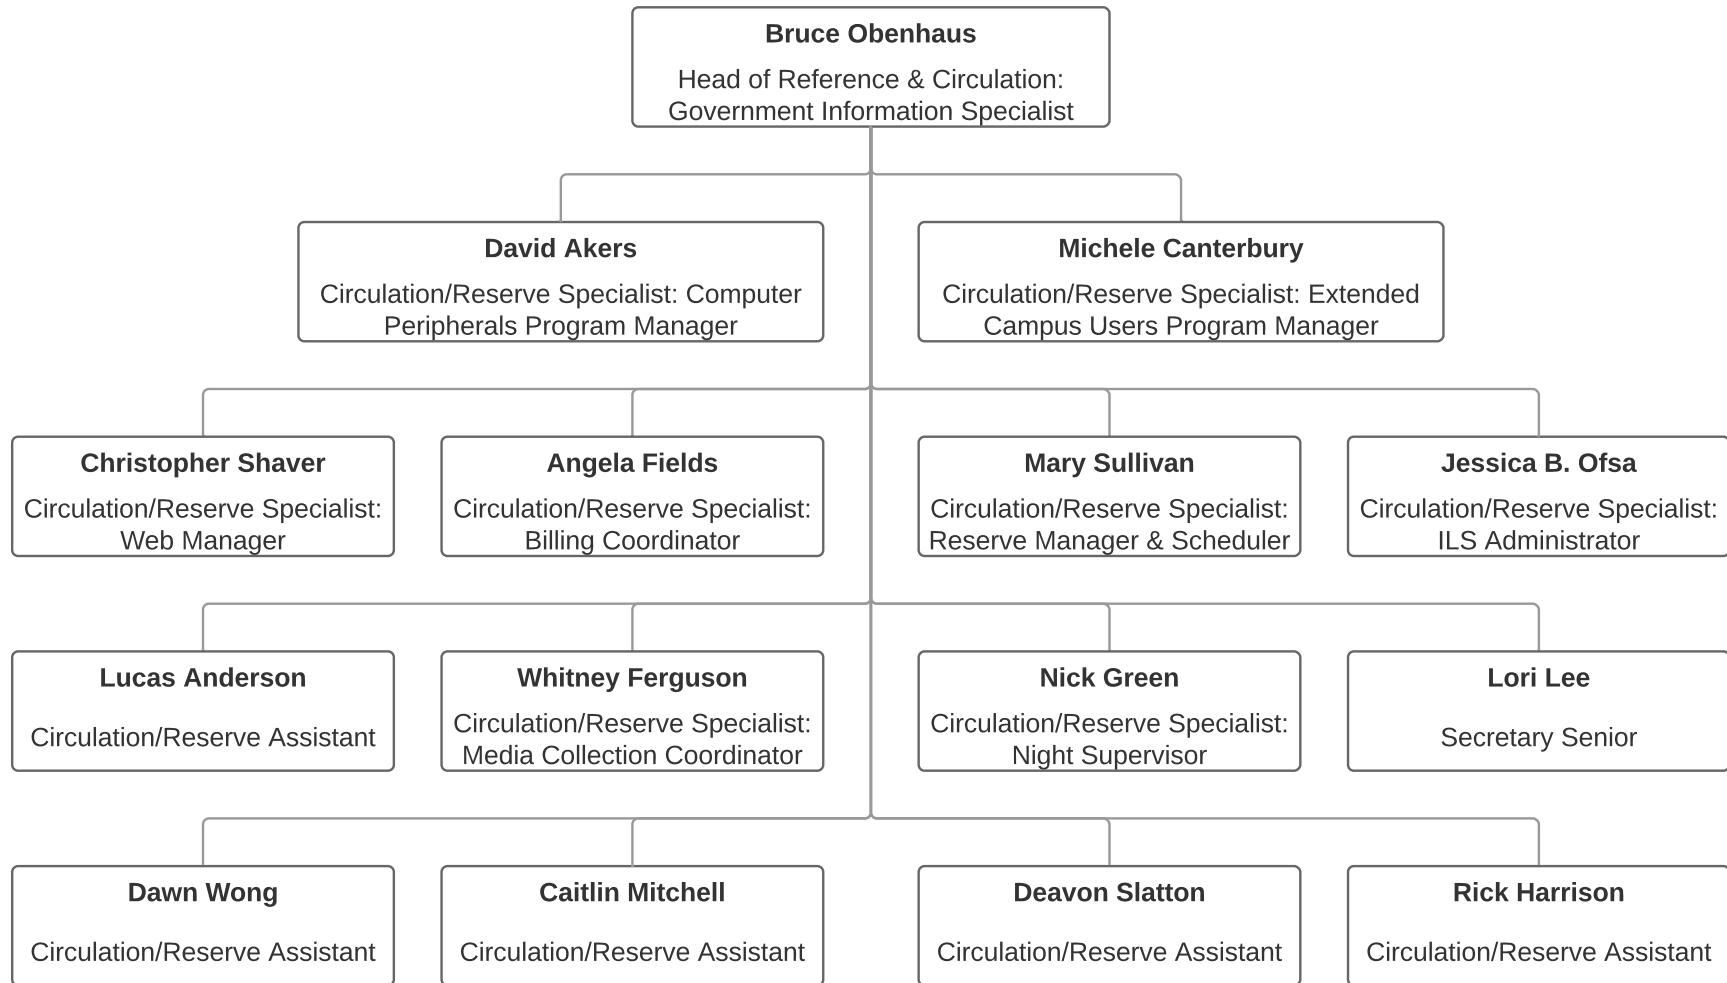 Bruce Obenhaus
Head of Reference & Circulation:
Government Information Specialist
David Akers
Circulation/Reserve Specialist: Computer
Peripherals Program Manager
Michele Canterbury
Circulation/Reserve Specialist: Extended
Campus Users Program Manager
Christopher Shaver
Circulation/Reserve Specialist:
Web Manager
Angela Fields
Circulation/Reserve Specialist:
Billing Coordinator
Mary Sullivan
Circulation/Reserve Specialist:
Reserve Manager & Scheduler
Jessica B. Ofsa
Circulation/Reserve Specialist:
ILS Administrator
Lucas Anderson
Circulation/Reserve Assistant
Whitney Ferguson
Circulation/Reserve Specialist:
Media Collection Coordinator
Nick Green
Circulation/Reserve Specialist:
Night Supervisor
Lori Lee
Secretary Senior
Dawn Wong
Circulation/Reserve Assistant
Caitlin Mitchell
Circulation/Reserve Assistant
Deavon Slatton
Circulation/Reserve Assistant
Rick Harrison
Circulation/Reserve Assistant